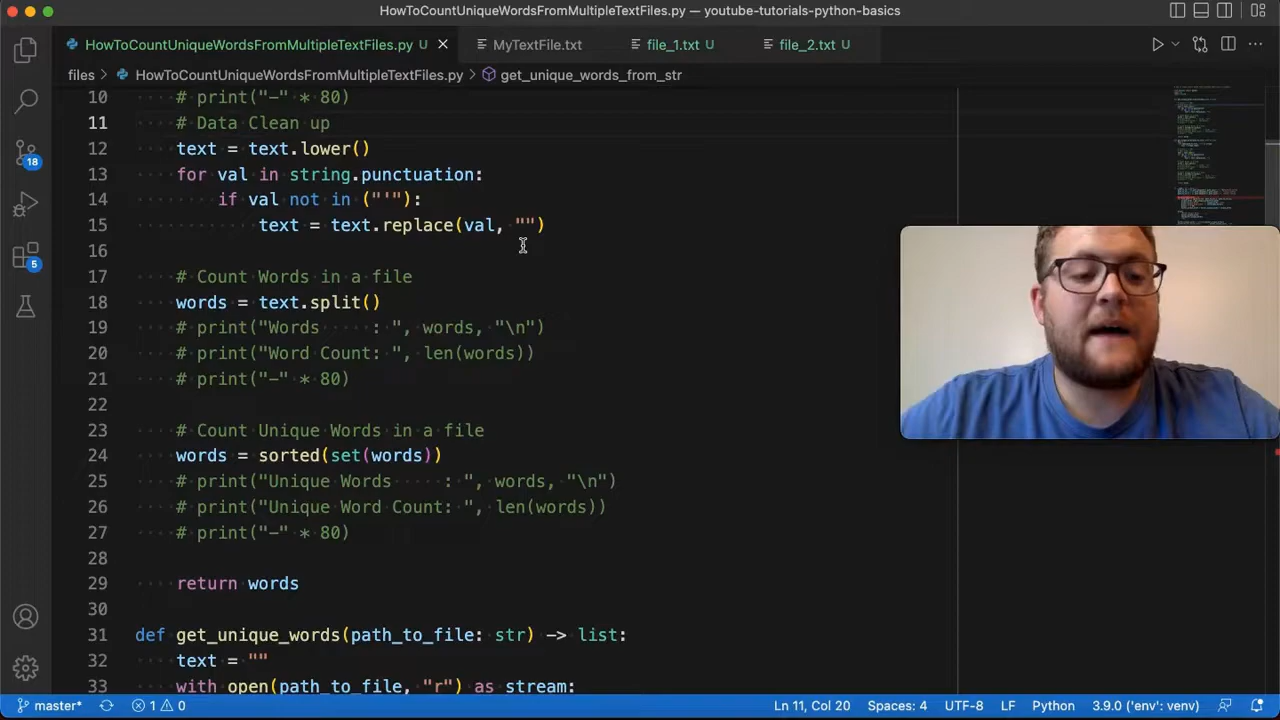 HowToCountUniqueWordsFromMultipleTextFiles.py — youtube-tutorials-python-basics
HowToCountUniqueWordsFromMultipleTextFiles.py U
MyTextFile.txt
file_1.txt U
file_2.txt U
files > HowToCountUniqueWordsFromMultipleTextFiles.py > get_unique_words_from_str
10 # print("-" * 80)
11 # Data Clean up
12 text = text.lower()
13 for val in string.punctuation:
14 if val not in ("'"):
15 text = text.replace(val, "")
16
17 # Count Words in a file
18 words = text.split()
19 # print("Words     : ", words, "\n")
20 # print("Word Count: ", len(words))
21 # print("-" * 80)
22
23 # Count Unique Words in a file
24 words = sorted(set(words))
25 # print("Unique Words     : ", words, "\n")
26 # print("Unique Word Count: ", len(words))
27 # print("-" * 80)
28
29 return words
30
31 def get_unique_words(path_to_file: str) -> list:
32 text = ""
33 with open(path_to_file, "r") as stream:
18
5
master* 1 0 Ln 11, Col 20 Spaces: 4 UTF-8 LF Python 3.9.0 ('env': venv)